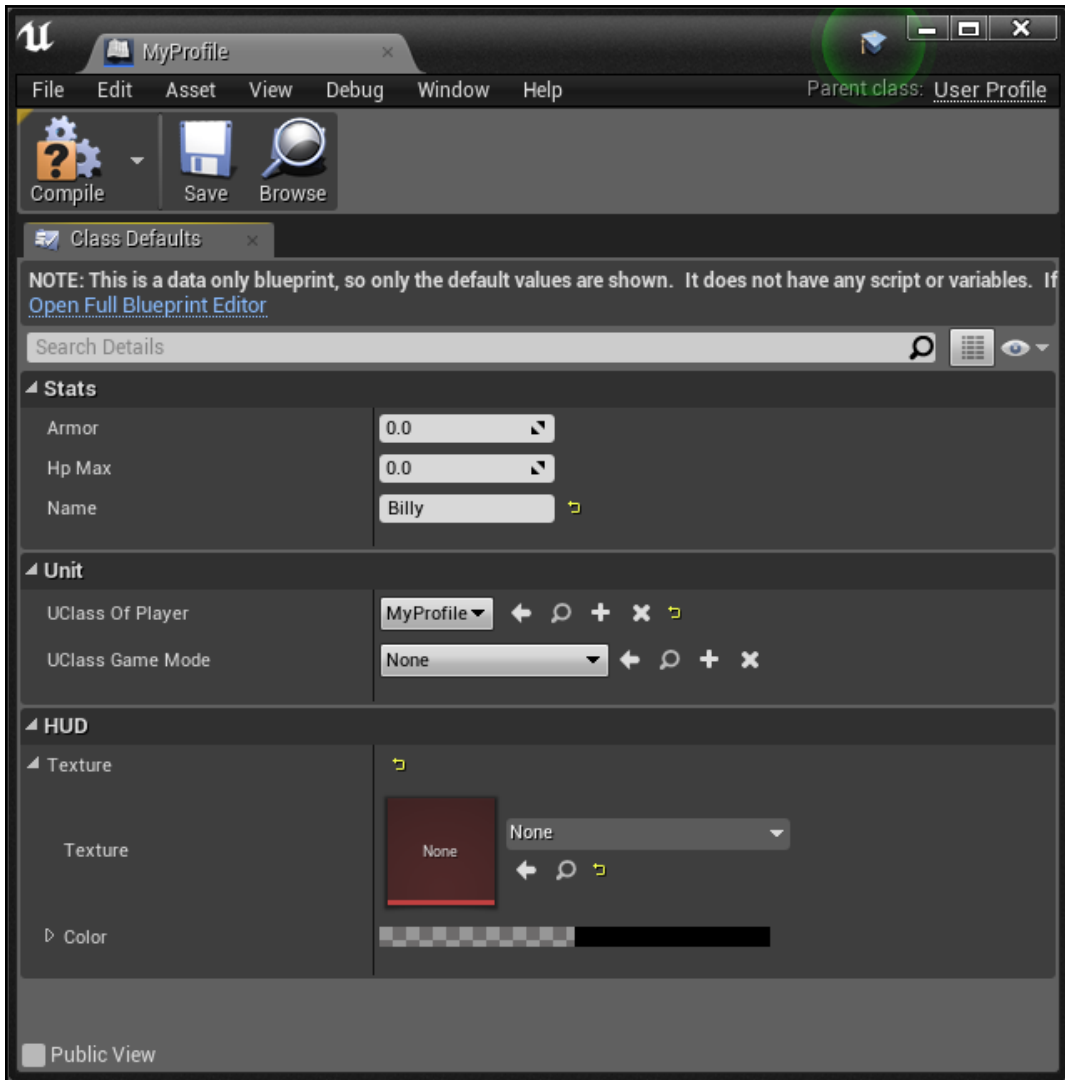 MyProfile
File Edit Asset View Debug Window Help Parent class: User Profile
Compile Save Browse
Class Defaults
NOTE: This is a data only blueprint, so only the default values are shown. It does not have any script or variables. If
Open Full Blueprint Editor
Search Details
Stats
Armor 0.0
Hp Max 0.0
Name Billy
Unit
UClass Of Player MyProfile
UClass Game Mode None
HUD
Texture
Texture None None
Color
Public View